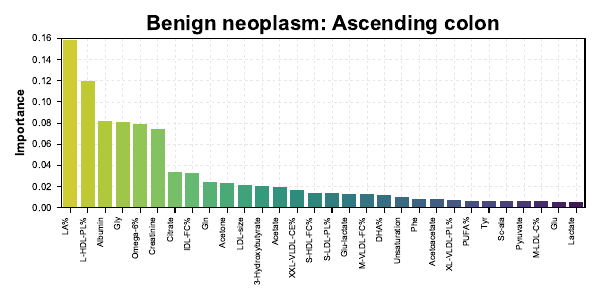 Benign neoplasm: Ascending colon
Importance
0.16
0.14
0.12
0.10
0.08
0.06
0.04
0.02
0.00
LA%
L-HDL-PL%
Albumin
Gly
Omega-6%
Creatinine
Citrate
IDL-FC%
Gln
Acetone
LDL-size
3-Hydroxybutyrate
Acetate
XXL-VLDL-CE%
S-HDL-FC%
S-LDL-PL%
Glu-lactate
M-VLDL-FC%
DHA%
Unsaturation
Phe
Acetoacetate
XL-VLDL-PL%
PUFA%
Tyr
Sc-ala
Pyruvate
M-LDL-C%
Glu
Lactate